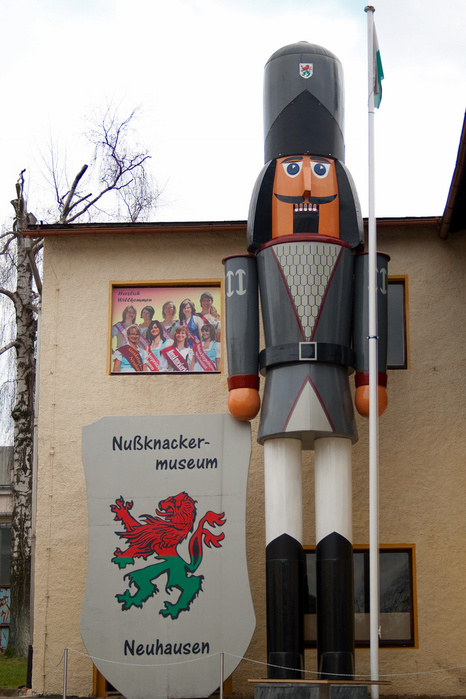 Herzlich
Willkommen
Nußknacker-
museum
Neuhausen